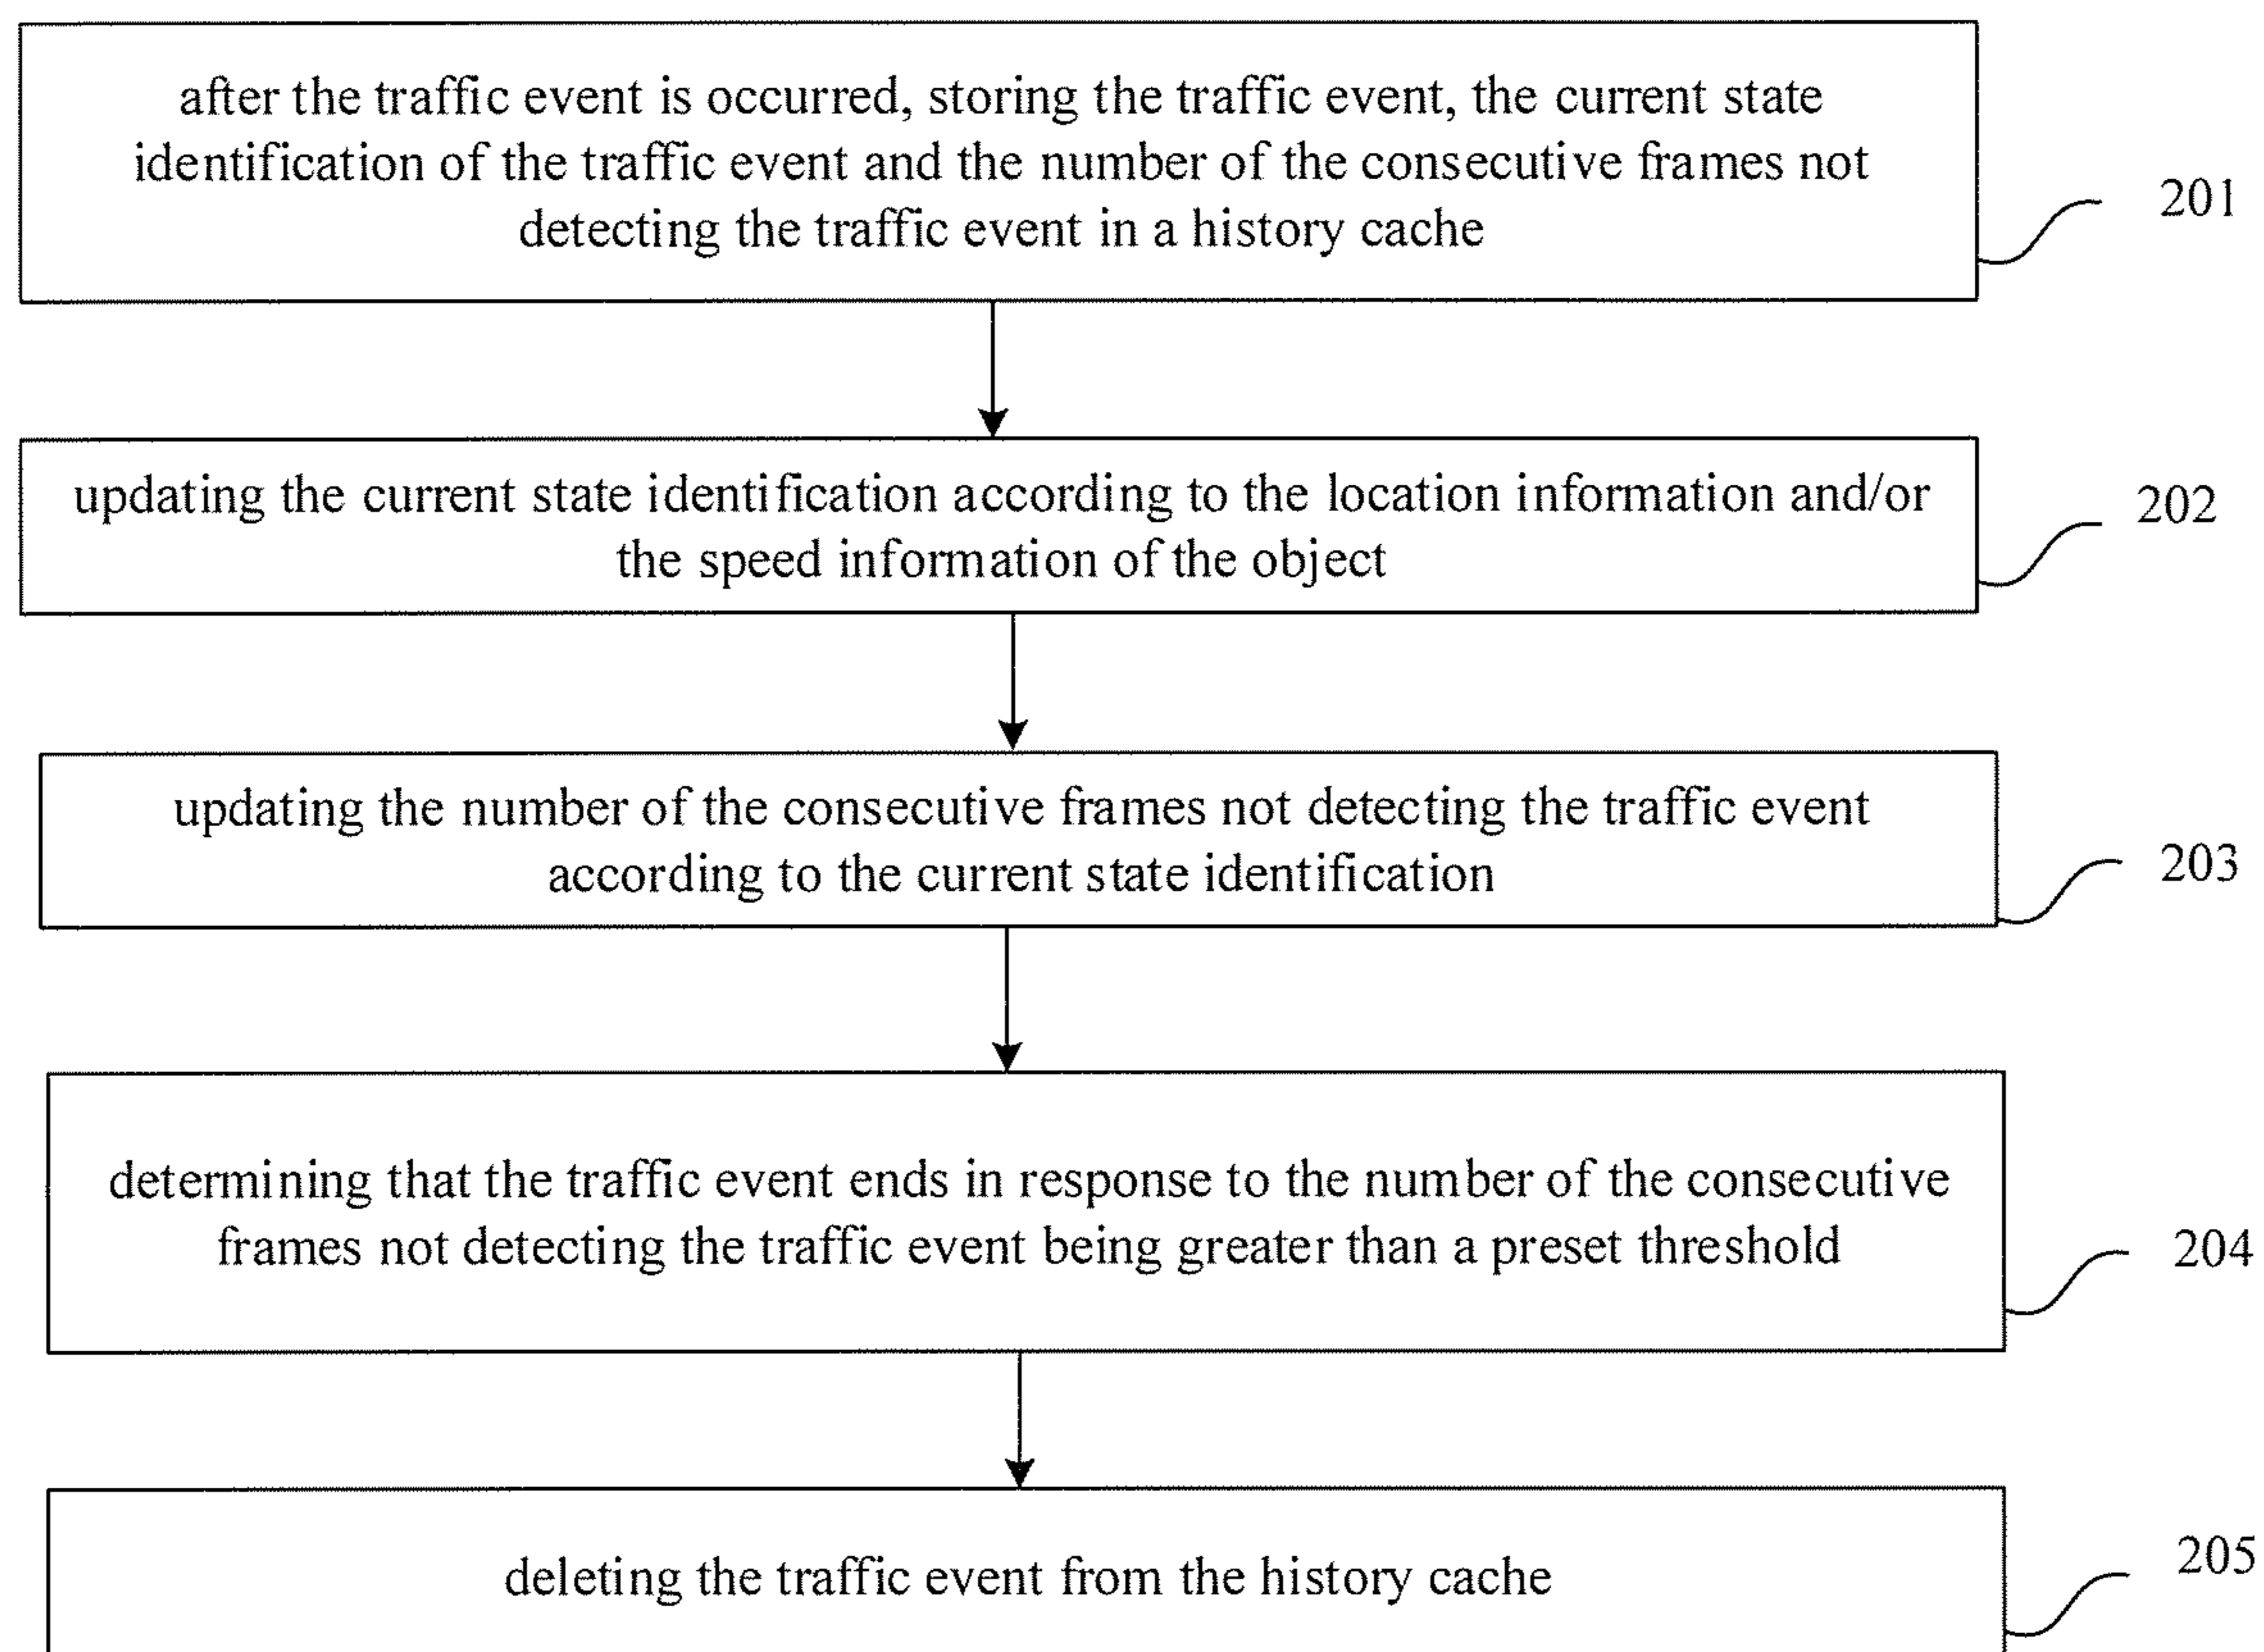 after the traffic event is occurred, storing the traffic event, the current state
identification of the traffic event and the number of the consecutive frames not
detecting the traffic event in a history cache
201
updating the current state identification according to the location information and/or
the speed information of the object
202
updating the number of the consecutive frames not detecting the traffic event
according to the current state identification
203
determining that the traffic event ends in response to the number of the consecutive
frames not detecting the traffic event being greater than a preset threshold
204
deleting the traffic event from the history cache
205